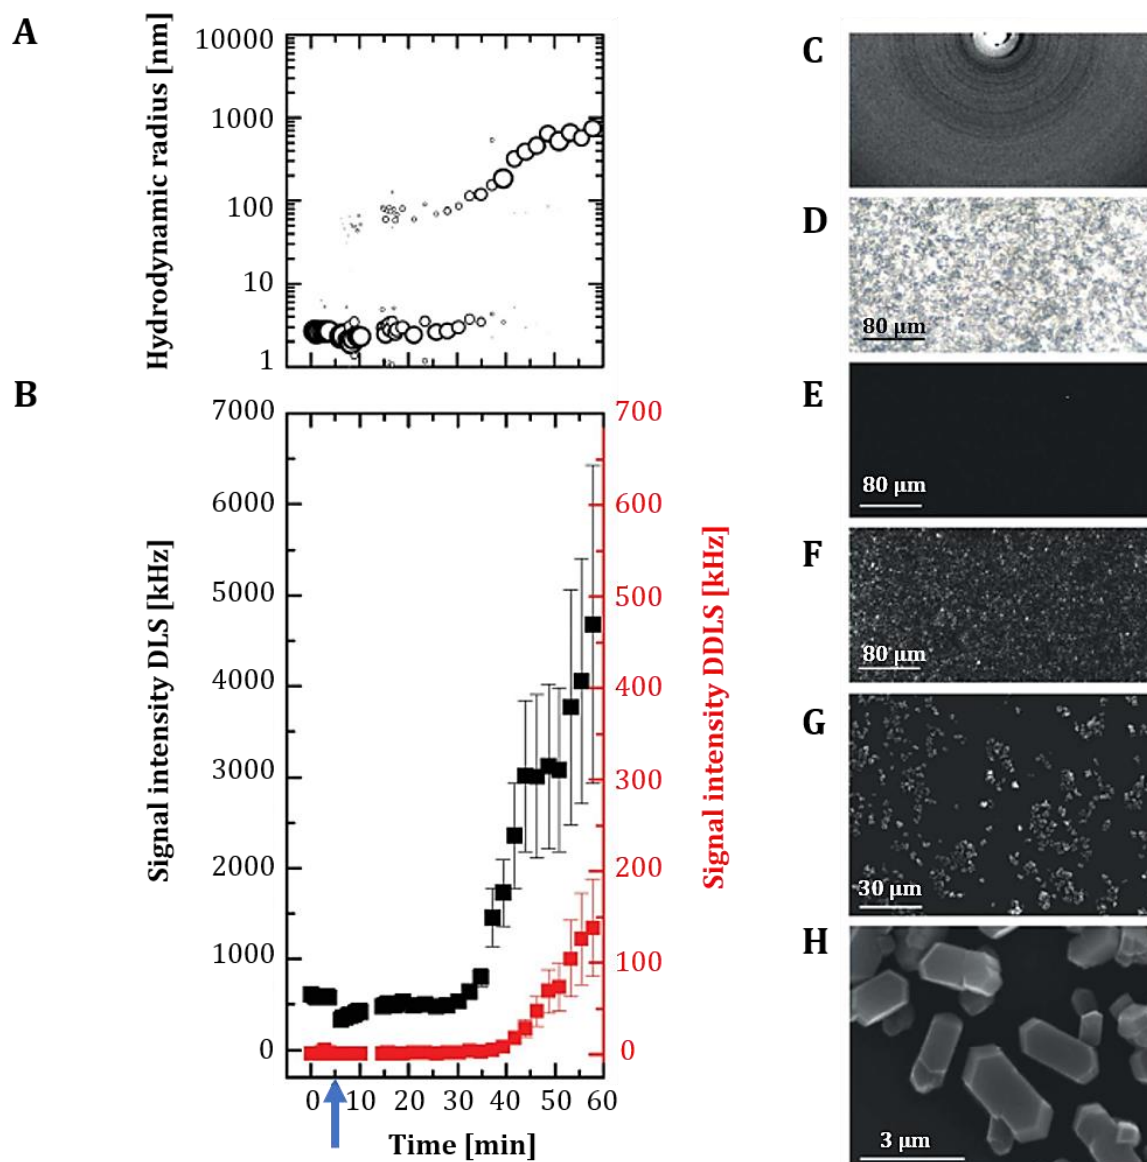 A
Hydrodynamic radius [nm]
10000
1000
100
10
1
B
Signal intensity DLS [kHz]
7000
6000
5000
4000
3000
2000
1000
0
700
600
500
400
300
200
100
0
Signal intensity DDLS [kHz]
0 10 20 30 40 50 60
Time [min]
C
D
80 µm
E
80 µm
F
80 µm
G
30 µm
H
3 µm